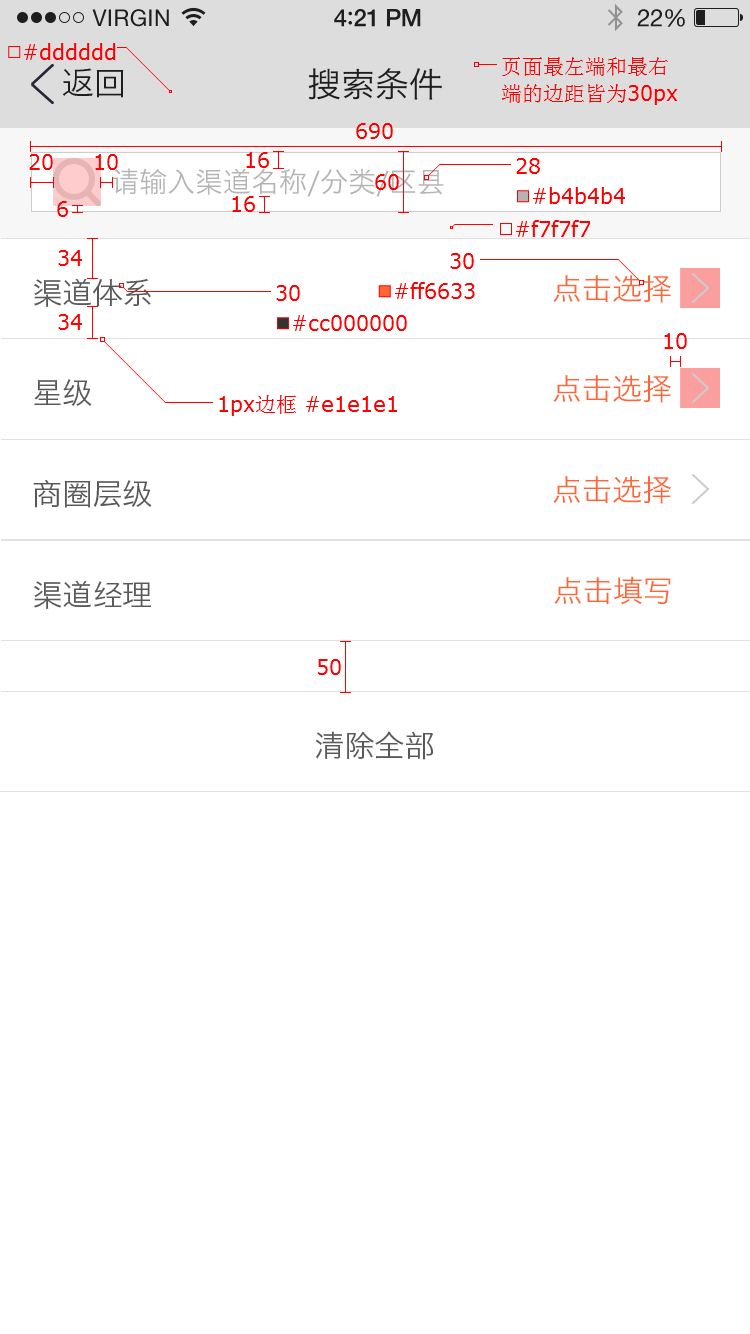 VIRGIN 4:21 PM 22%
#dddddd
返回 搜索条件
页面最左端和最右
端的边距皆为30px
690
20 10 16 28
请输入渠道名称/分类/区县
60
#b4b4b4
6 16
#f7f7f7
34 30
渠道体系 30 #ff6633 点击选择
34 #cc000000
10
星级 点击选择
1px边框 #e1e1e1
商圈层级 点击选择
渠道经理 点击填写
50
清除全部